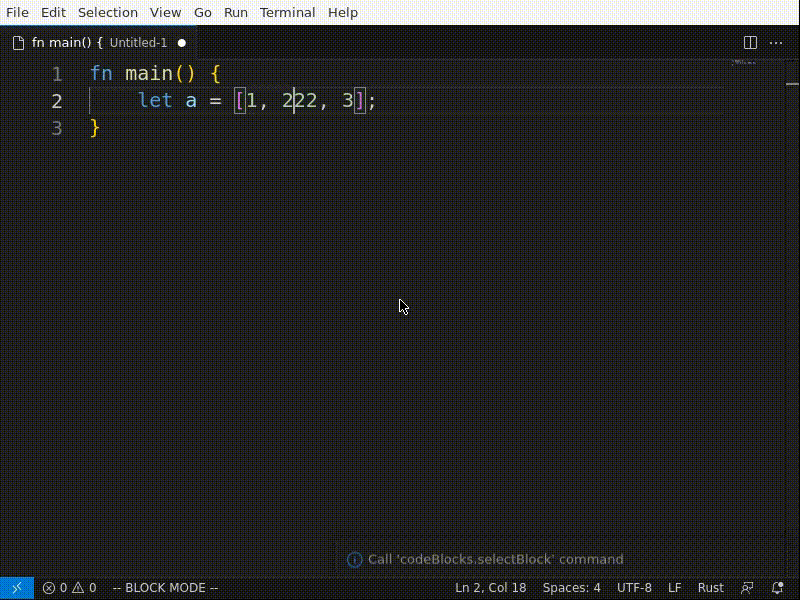 File Edit Selection View Go Run Terminal Help
fn main() { Untitled-1
1 fn main() {
2 let a = [1, 222, 3];
3 }
Call 'codeBlocks.selectBlock' command
0 0 -- BLOCK MODE -- Ln 2, Col 18 Spaces: 4 UTF-8 LF Rust